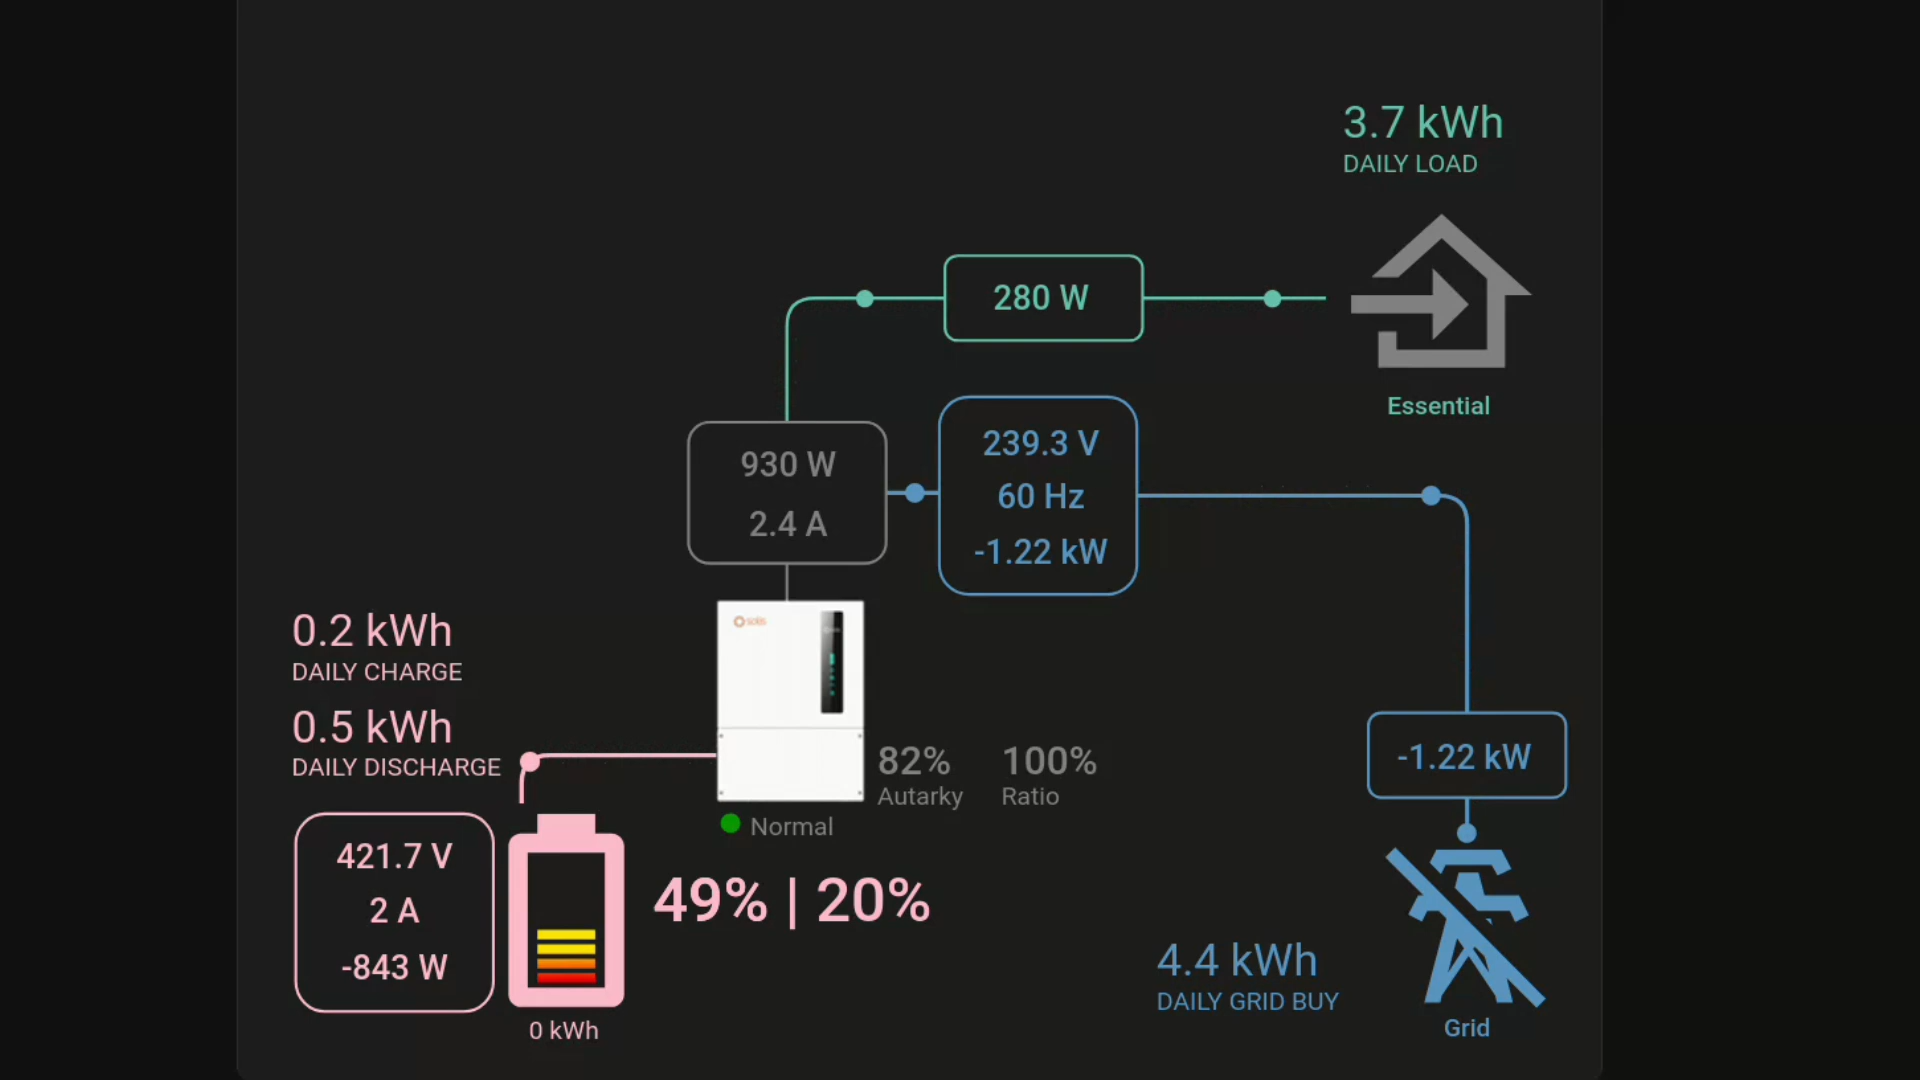 3.7 kWh
DAILY LOAD
280 W
Essential
239.3 V
60 Hz
-1.22 kW
930 W
2.4 A
solis
0.2 kWh
DAILY CHARGE
0.5 kWh
DAILY DISCHARGE
82%
Autarky
100%
Ratio
Normal
-1.22 kW
421.7 V
2 A
-843 W
49% | 20%
0 kWh
4.4 kWh
DAILY GRID BUY
Grid